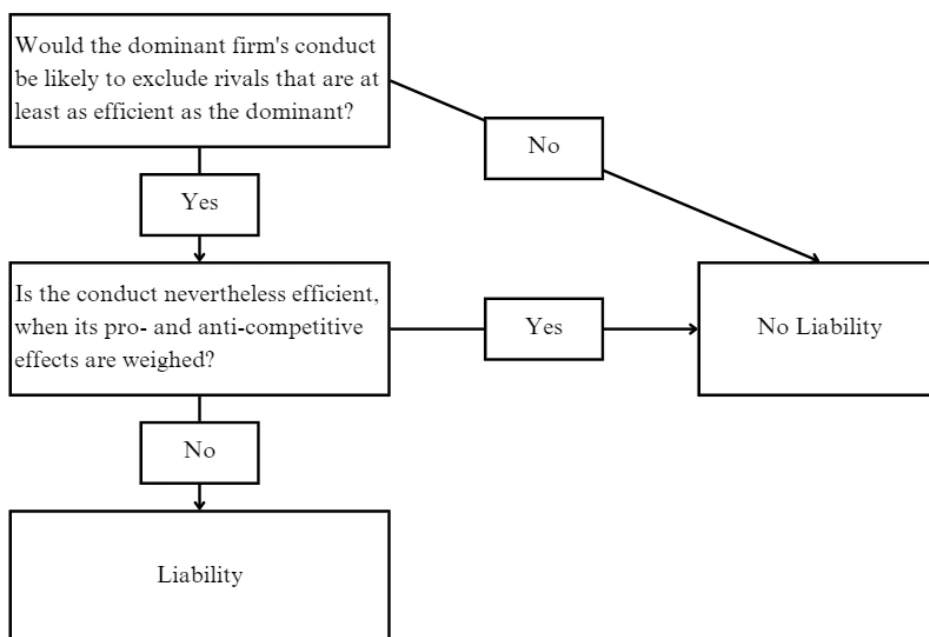 Would the dominant firm's conduct
be likely to exclude rivals that are at
least as efficient as the dominant?
No
Yes
Is the conduct nevertheless efficient,
when its pro- and anti-competitive
effects are weighed?
Yes
No Liability
No
Liability